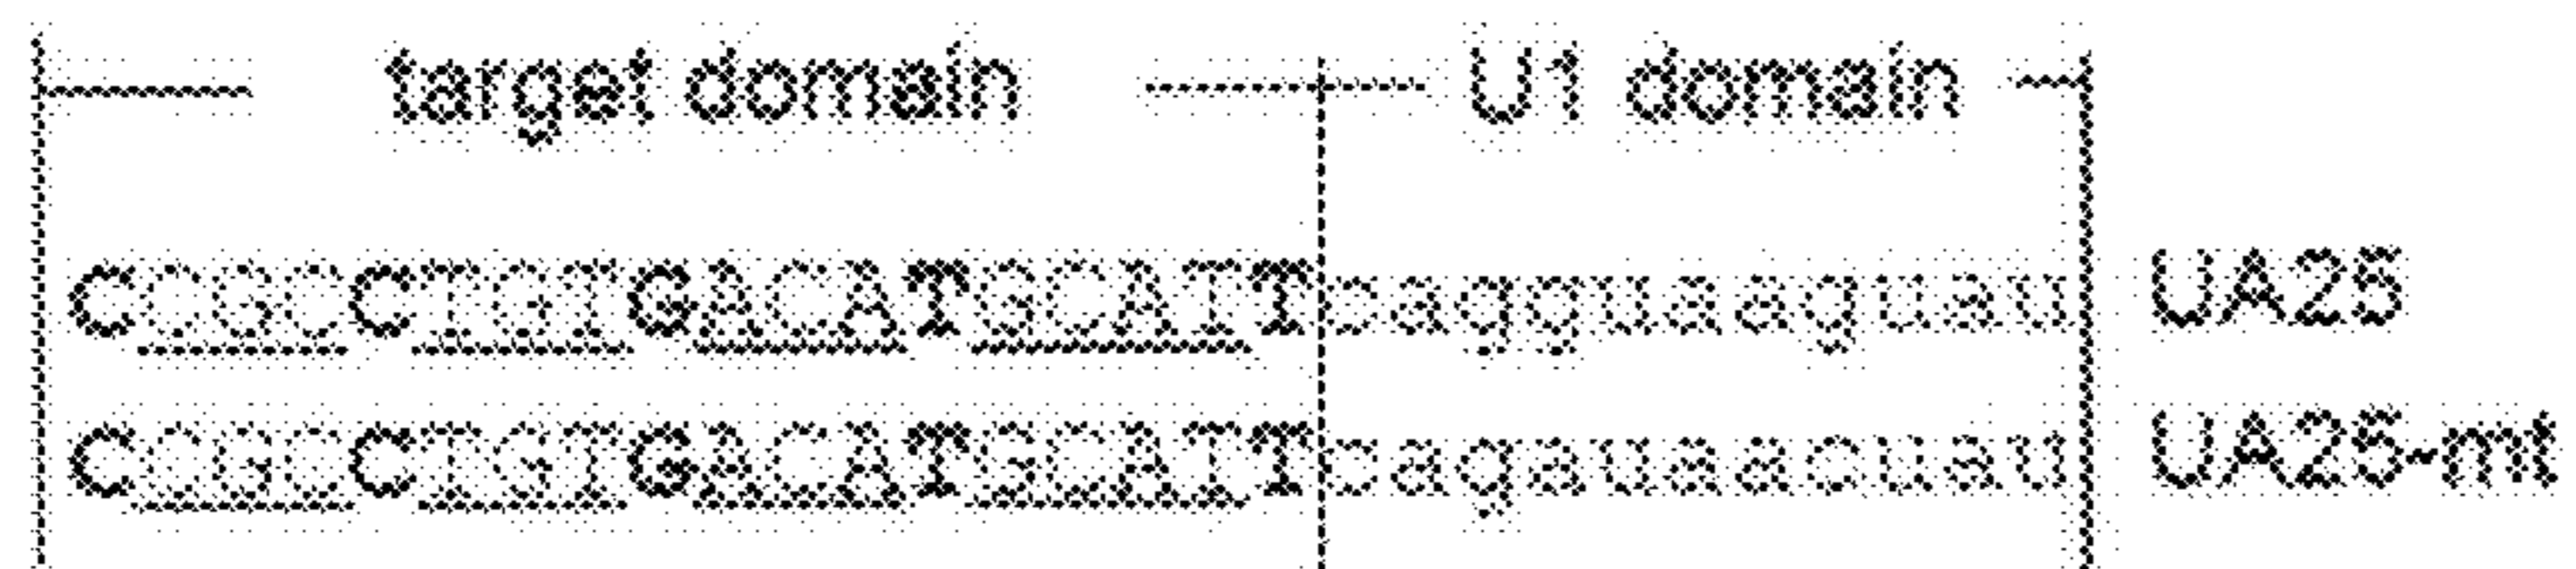 target domain U1 domain
CCGCCTGTGACATGCATTcagguaaguau UA25
CCGCCTGTGACATGCATTcagauaacuau UA25-mt